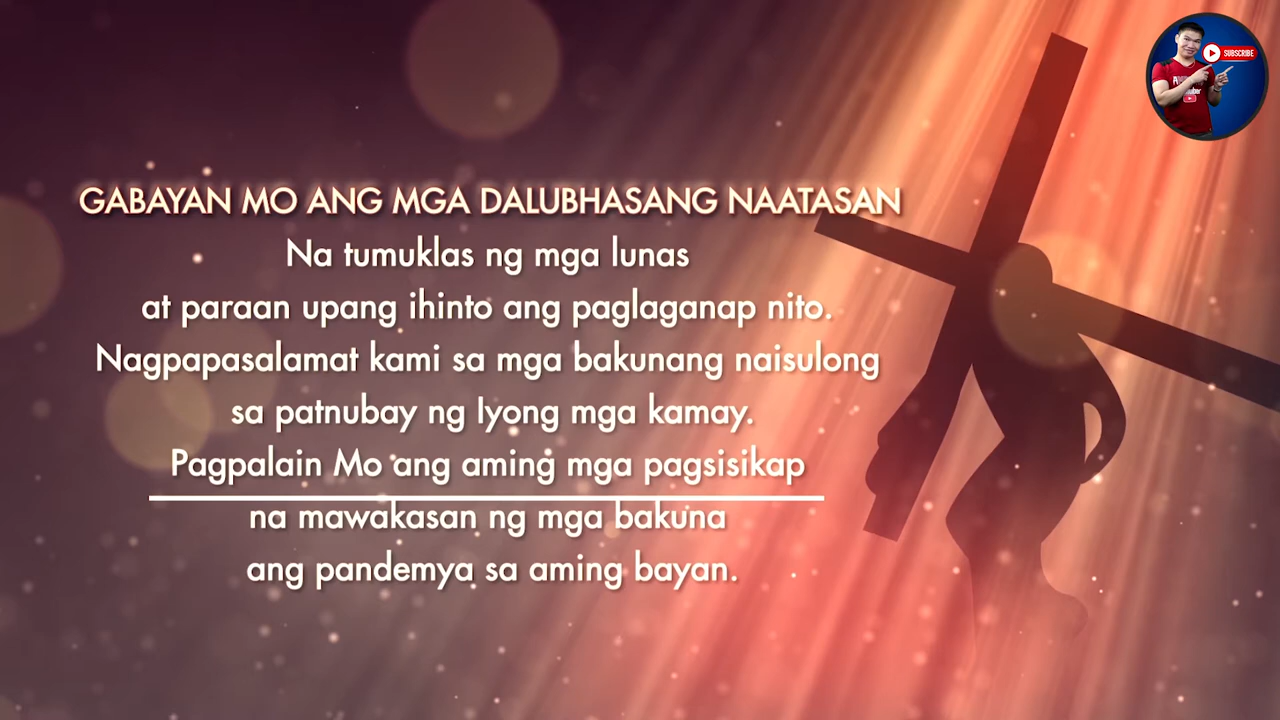 GABAYAN MO ANG MGA DALUBHASANG NAATASAN
Na tumuklas ng mga lunas
at paraan upang ihinto ang paglaganap nito.
Nagpapasalamat kami sa mga bakunang naisulong
sa patnubay ng Iyong mga kamay.
Pagpalain Mo ang aming mga pagsisikap
na mawakasan ng mga bakuna
ang pandemya sa aming bayan.
SUBSCRIBE